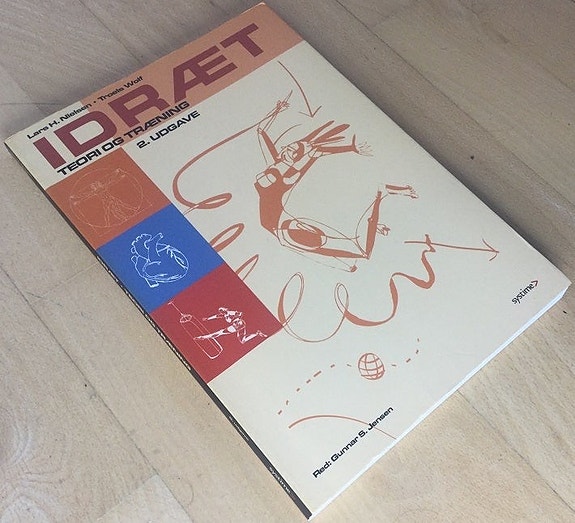 Lars H. Nielsen • Troels Wolf
IDRÆT
TEORI OG TRÆNING
2. UDGAVE
systime
Red: Gunnar S. Jensen